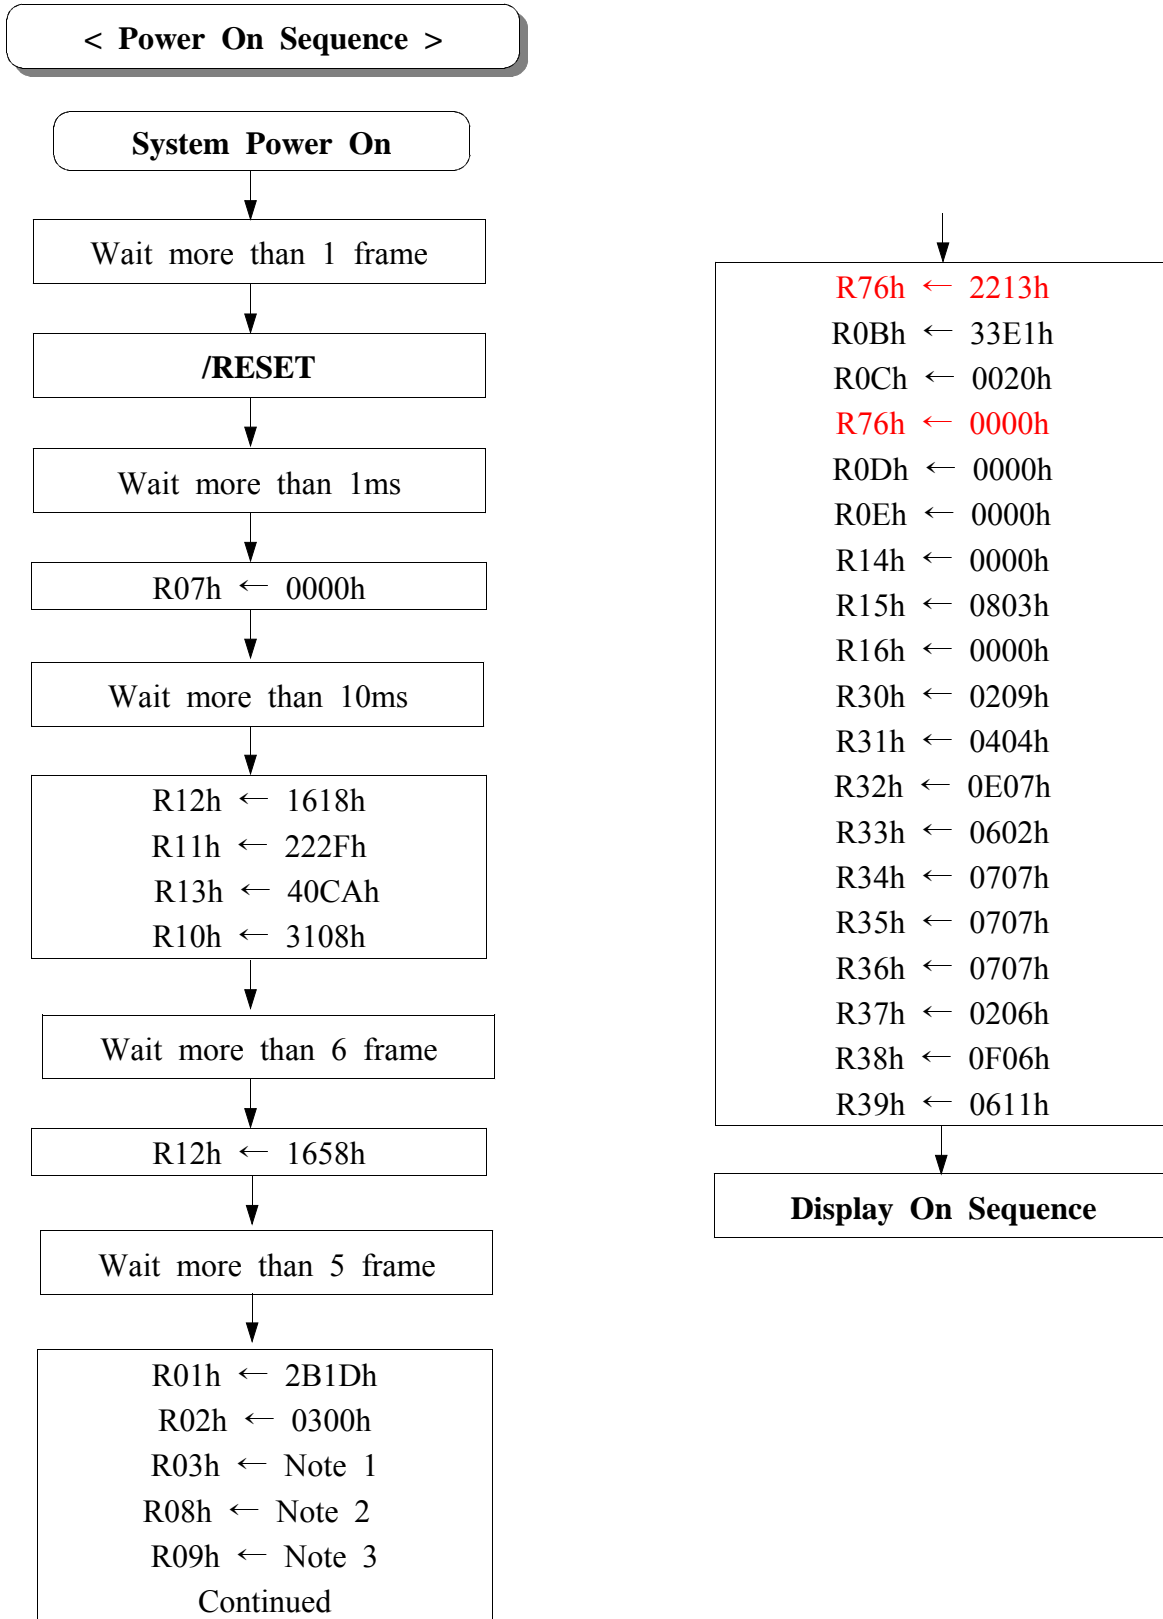 < Power On Sequence >
System Power On
Wait more than 1 frame
/RESET
Wait more than 1ms
R07h ← 0000h
Wait more than 10ms
R12h ← 1618h
R11h ← 222Fh
R13h ← 40CAh
R10h ← 3108h
Wait more than 6 frame
R12h ← 1658h
Wait more than 5 frame
R01h ← 2B1Dh
R02h ← 0300h
R03h ← Note 1
R08h ← Note 2
R09h ← Note 3
Continued
R76h ← 2213h
R0Bh ← 33E1h
R0Ch ← 0020h
R76h ← 0000h
R0Dh ← 0000h
R0Eh ← 0000h
R14h ← 0000h
R15h ← 0803h
R16h ← 0000h
R30h ← 0209h
R31h ← 0404h
R32h ← 0E07h
R33h ← 0602h
R34h ← 0707h
R35h ← 0707h
R36h ← 0707h
R37h ← 0206h
R38h ← 0F06h
R39h ← 0611h
Display On Sequence